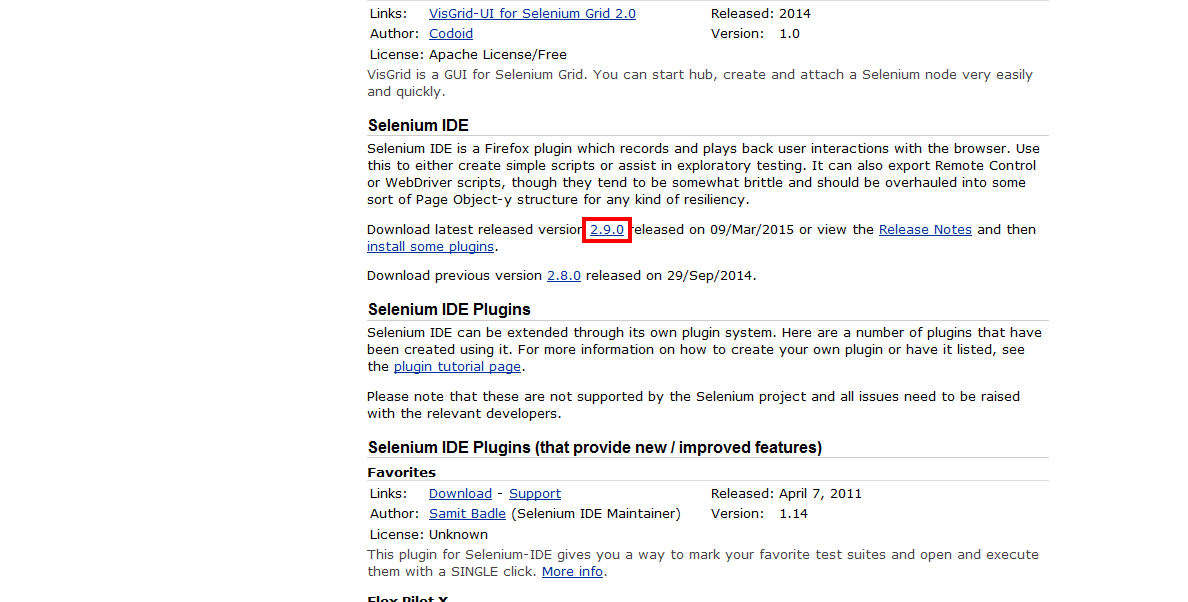 Links: VisGrid-UI for Selenium Grid 2.0 Released: 2014
Author: Codoid Version: 1.0
License: Apache License/Free
VisGrid is a GUI for Selenium Grid. You can start hub, create and attach a Selenium node very easily
and quickly.
Selenium IDE
Selenium IDE is a Firefox plugin which records and plays back user interactions with the browser. Use
this to either create simple scripts or assist in exploratory testing. It can also export Remote Control
or WebDriver scripts, though they tend to be somewhat brittle and should be overhauled into some
sort of Page Object-y structure for any kind of resiliency.
Download latest released version 2.9.0 released on 09/Mar/2015 or view the Release Notes and then
install some plugins.
Download previous version 2.8.0 released on 29/Sep/2014.
Selenium IDE Plugins
Selenium IDE can be extended through its own plugin system. Here are a number of plugins that have
been created using it. For more information on how to create your own plugin or have it listed, see
the plugin tutorial page.
Please note that these are not supported by the Selenium project and all issues need to be raised
with the relevant developers.
Selenium IDE Plugins (that provide new / improved features)
Favorites
Links: Download - Support Released: April 7, 2011
Author: Samit Badle (Selenium IDE Maintainer) Version: 1.14
License: Unknown
This plugin for Selenium-IDE gives you a way to mark your favorite test suites and open and execute
them with a SINGLE click. More info.
Flex Pilot X